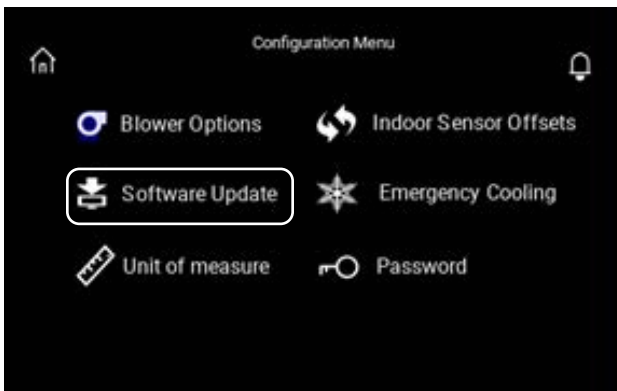 Configuration Menu
Blower Options
Indoor Sensor Offsets
Software Update
Emergency Cooling
Unit of measure
Password